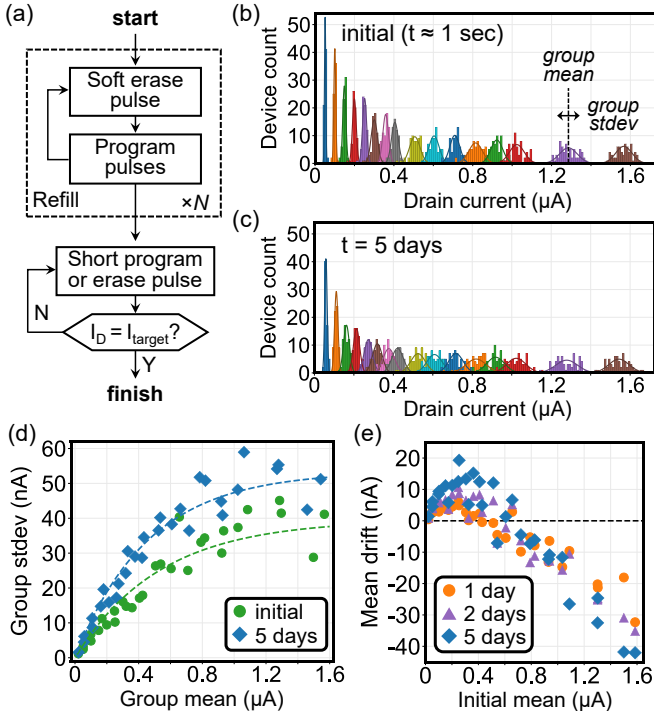 (a)
start
Soft erase
pulse
Program
pulses
Refill
×N
Short program
or erase pulse
N
I_D = I_target?
Y
finish
(b)
Device count
50
40
30
20
10
0
initial (t ≈ 1 sec)
group
mean
group
stdev
0
0.4
0.8
1.2
1.6
Drain current (µA)
(c)
Device count
50
40
30
20
10
0
t = 5 days
0
0.4
0.8
1.2
1.6
Drain current (µA)
(d)
Group stdev (nA)
60
50
40
30
20
10
0
initial
5 days
0
0.4
0.8
1.2
1.6
Group mean (µA)
(e)
Mean drift (nA)
20
10
0
-10
-20
-30
-40
1 day
2 days
5 days
0
0.4
0.8
1.2
1.6
Initial mean (µA)